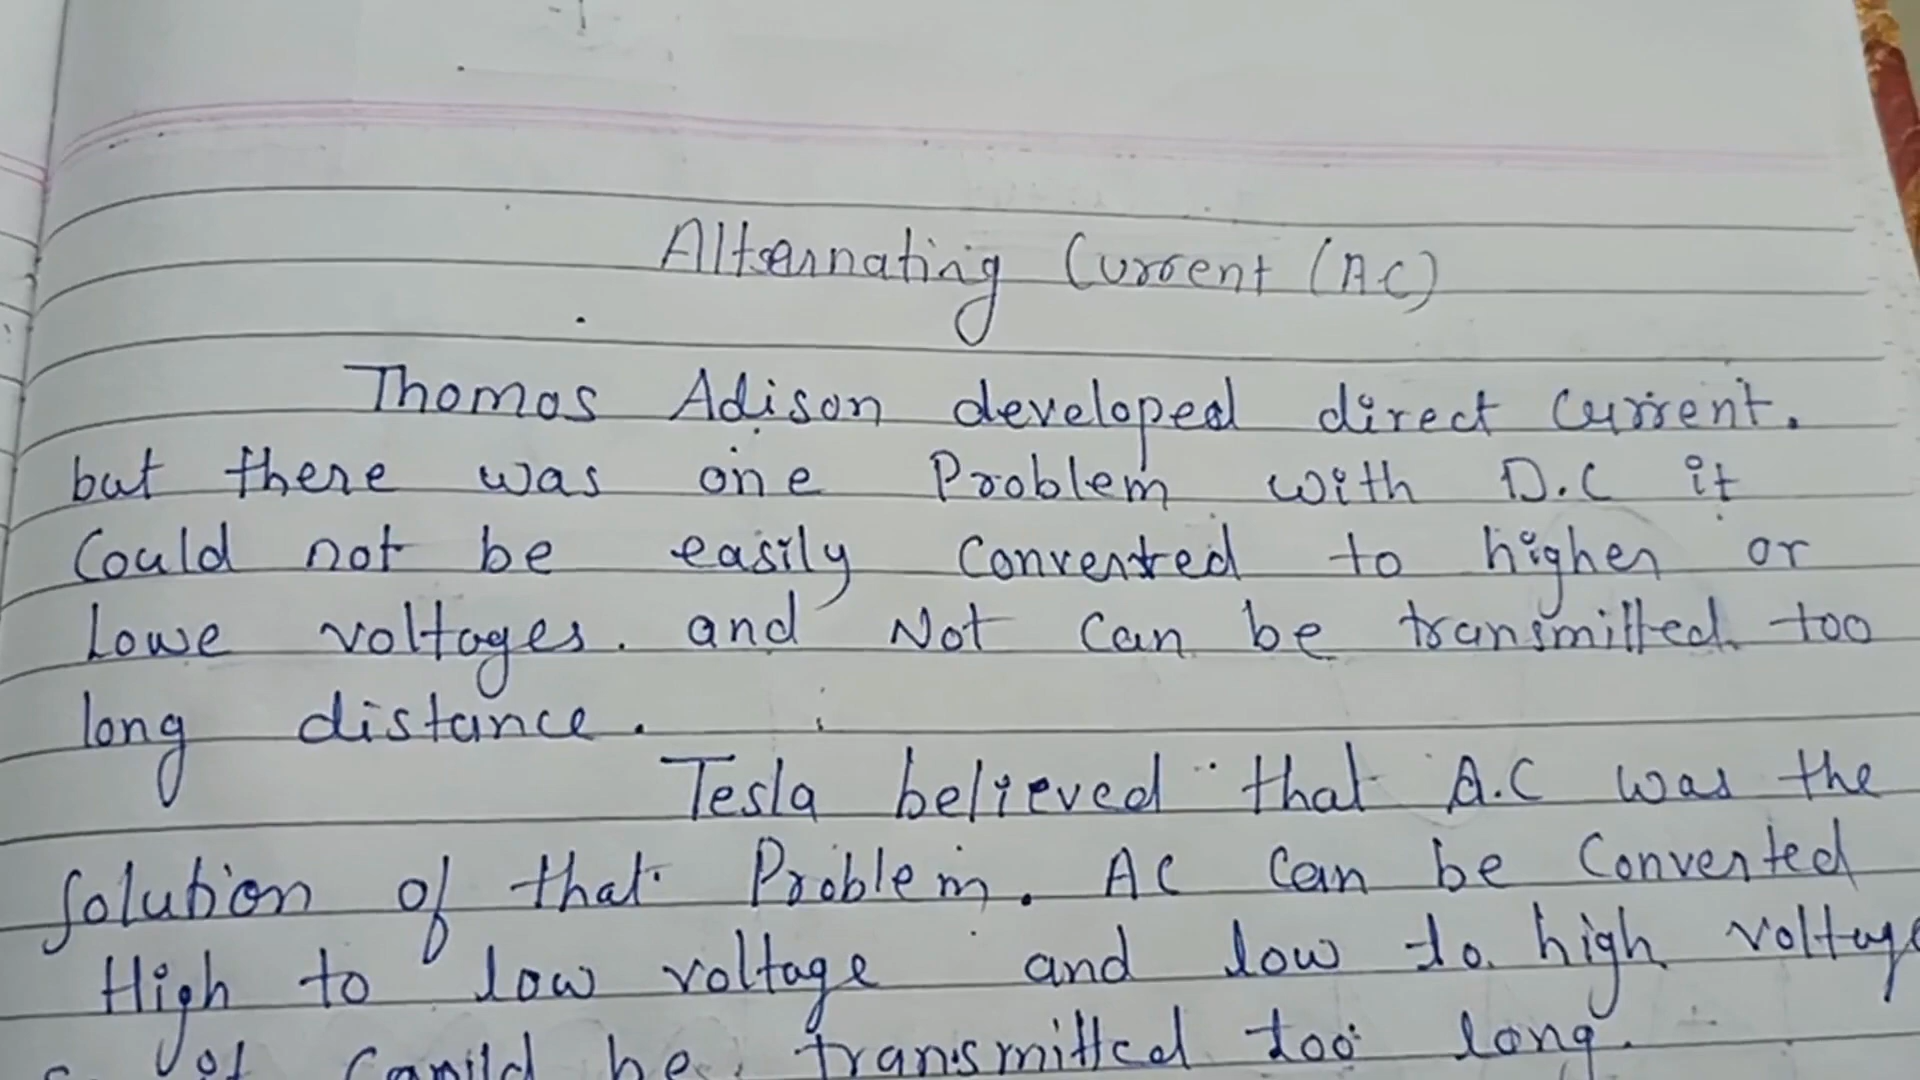 Alternating Current (AC)
Thomas Adison developed direct current.
but there was one Problem with D.C it
Could not be easily Converted to higher or
Lowe voltages. and Not Can be transmitted too
long distance.
Tesla believed that A.C was the
Solution of that Problem. AC Can be Converted
High to low voltage and low to high voltage
be transmitted too long.